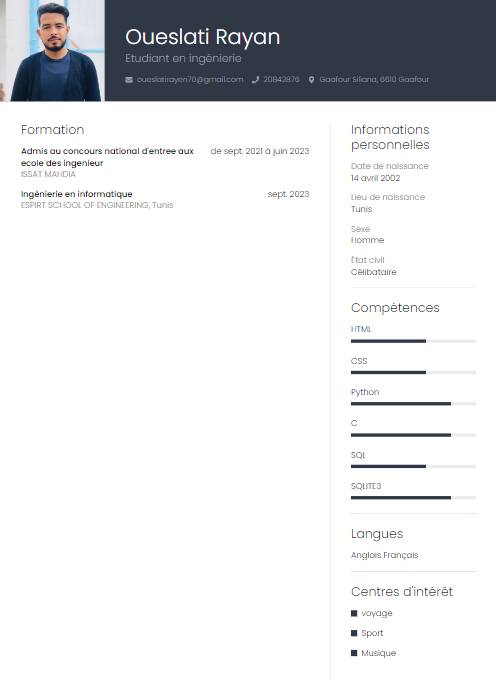 Oueslati Rayan
Etudiant en ingénierie
oueslatirayen70@gmail.com 20842876 Gaafour Siliana, 6610 Gaafour
Formation
Admis au concours national d'entree aux de sept. 2021 à juin 2023
ecole des ingenieur
ISSAT MAHDIA
Ingénierie en informatique sept. 2023
ESPIRT SCHOOL OF ENGINEERING, Tunis
Informations
personnelles
Date de naissance
14 avril 2002
Lieu de naissance
Tunis
Sexe
Homme
État civil
Célibataire
Compétences
HTML
CSS
Python
C
SQL
SQLITE3
Langues
Anglais Français
Centres d'intérêt
voyage
Sport
Musique